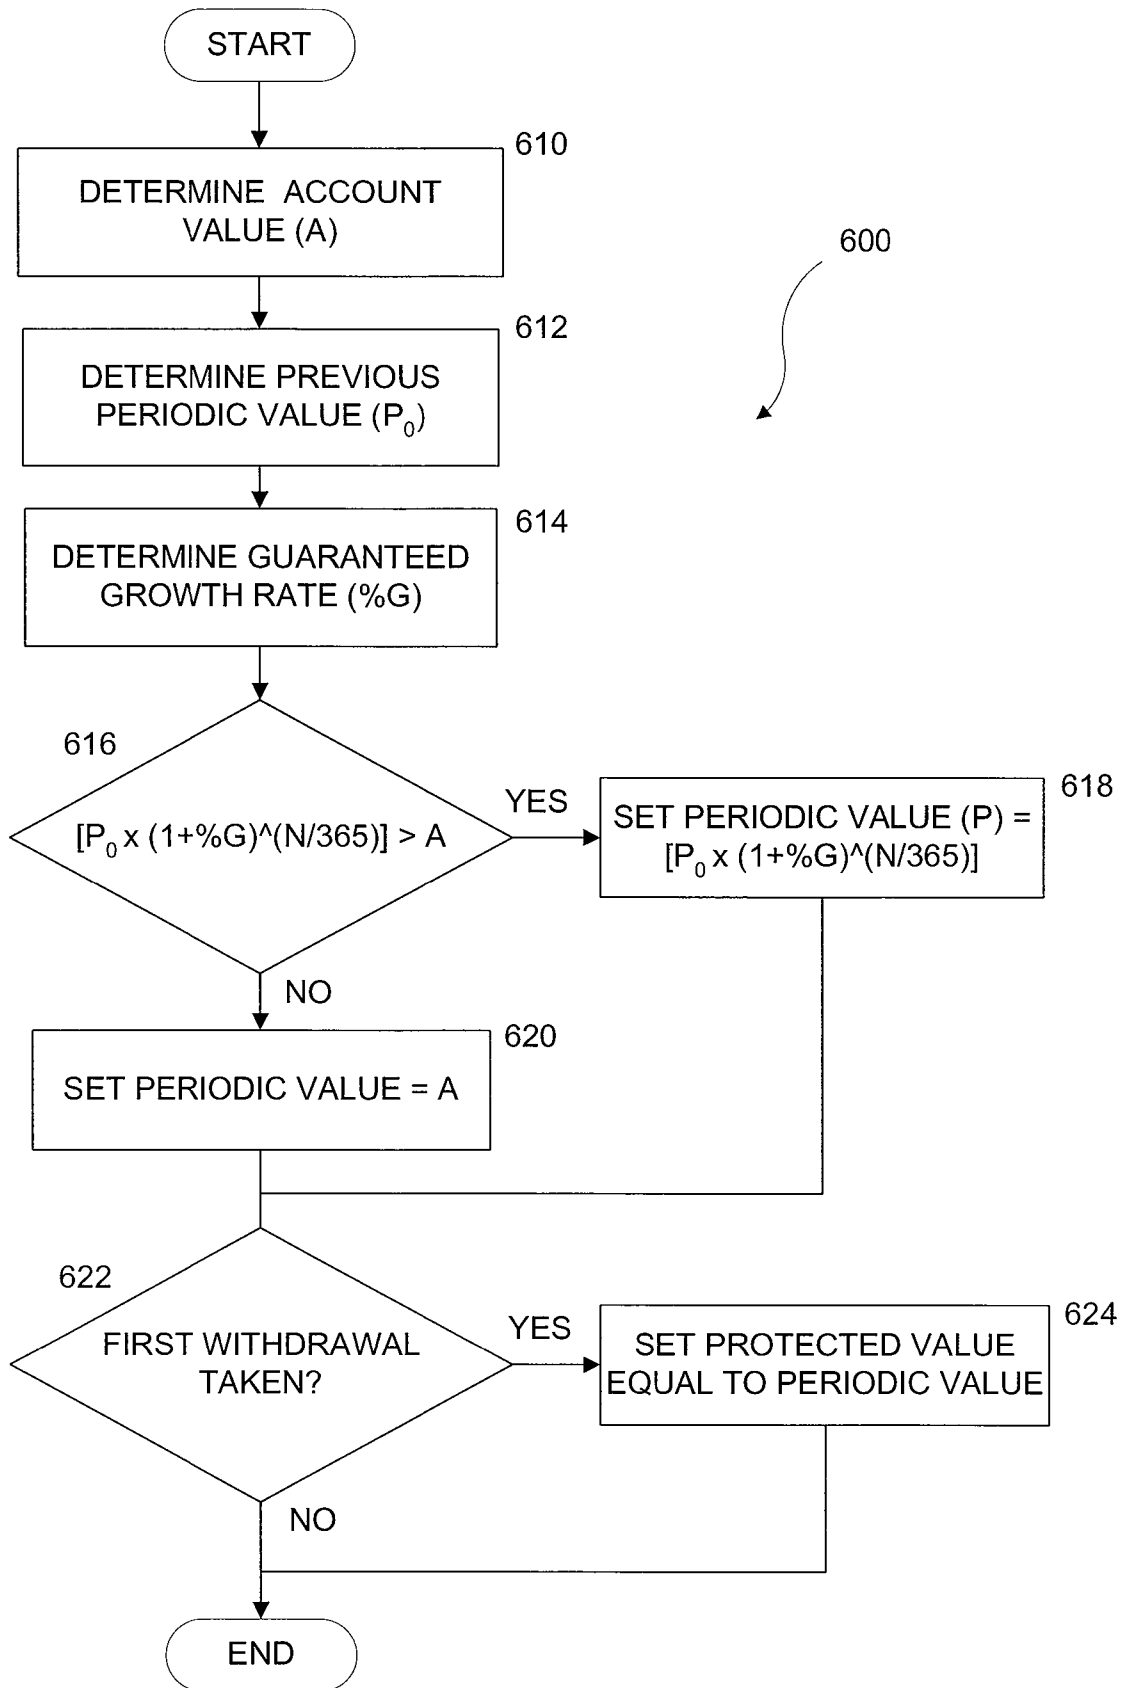 START
610
DETERMINE ACCOUNT
VALUE (A)
600
612
DETERMINE PREVIOUS
PERIODIC VALUE (P₀)
614
DETERMINE GUARANTEED
GROWTH RATE (%G)
616
[P₀ x (1+%G)^(N/365)] > A
YES
618
SET PERIODIC VALUE (P) =
[P₀ x (1+%G)^(N/365)]
NO
620
SET PERIODIC VALUE = A
622
FIRST WITHDRAWAL
TAKEN?
YES
624
SET PROTECTED VALUE
EQUAL TO PERIODIC VALUE
NO
END